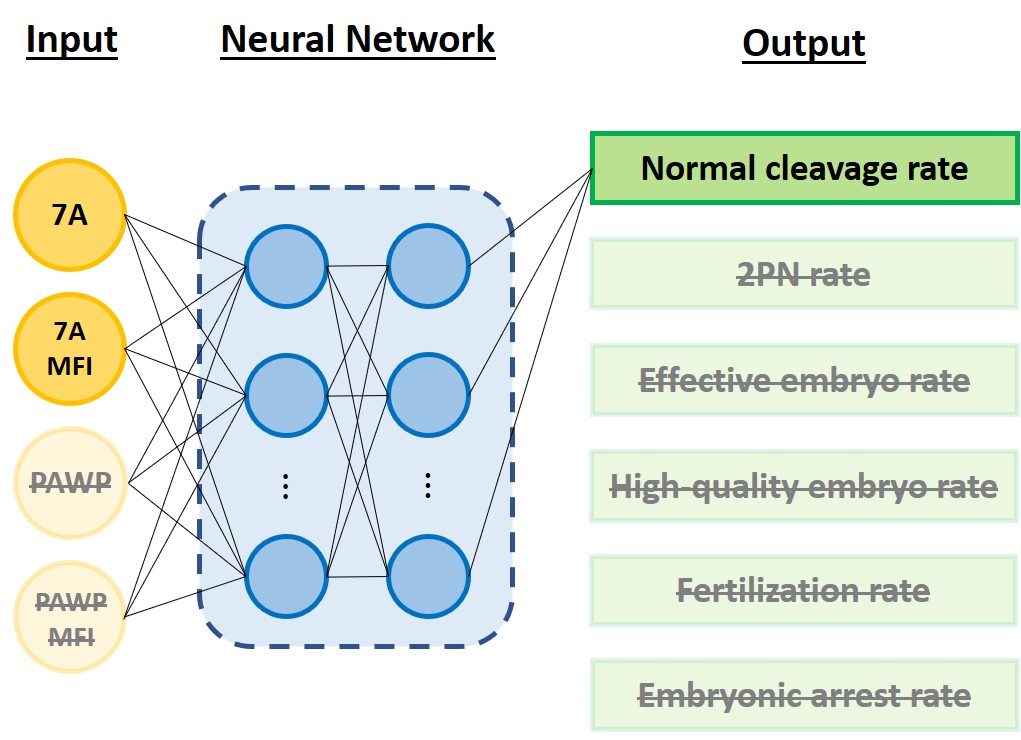 Input
Neural Network
Output
7A
7A
MFI
PAWP
PAWP
MFI
Normal cleavage rate
2PN rate
Effective embryo rate
High-quality embryo rate
Fertilization rate
Embryonic arrest rate